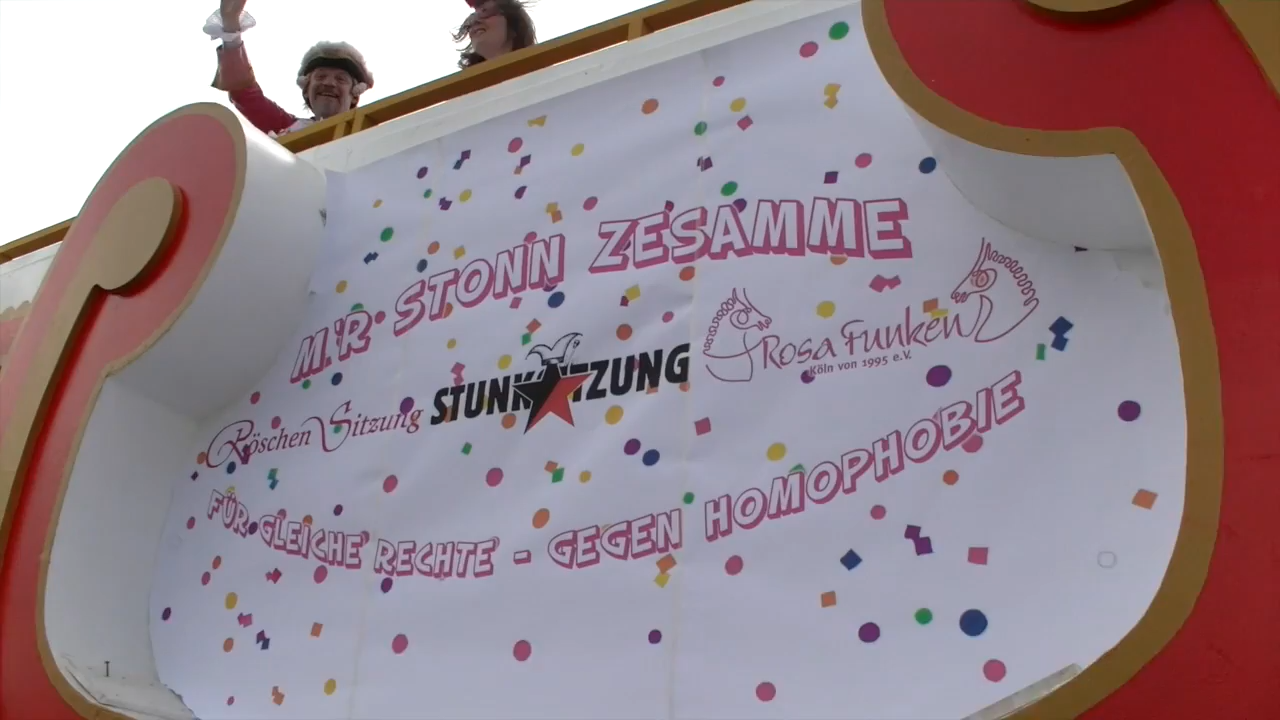 M'R STONN ZESAMME
Röschen Sitzung
STUNKSITZUNG
Rosa Funken
Köln von 1995 e.V.
FÜR GLEICHE RECHTE - GEGEN HOMOPHOBIE